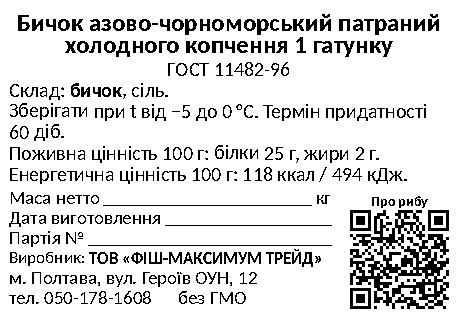 Бичок азово-чорноморський патраний
холодного копчення 1 гатунку
ГОСТ 11482-96
Склад: бичок, сіль.
Зберігати при t від −5 до 0 °C. Термін придатності
60 діб.
Поживна цінність 100 г: білки 25 г, жири 2 г.
Енергетична цінність 100 г: 118 ккал / 494 кДж.
Маса нетто ____________________ кг
Дата виготовлення ________________
Партія № ________________________
Про рибу
Виробник: ТОВ «ФІШ-МАКСИМУМ ТРЕЙД»
м. Полтава, вул. Героїв ОУН, 12
тел. 050-178-1608 без ГМО